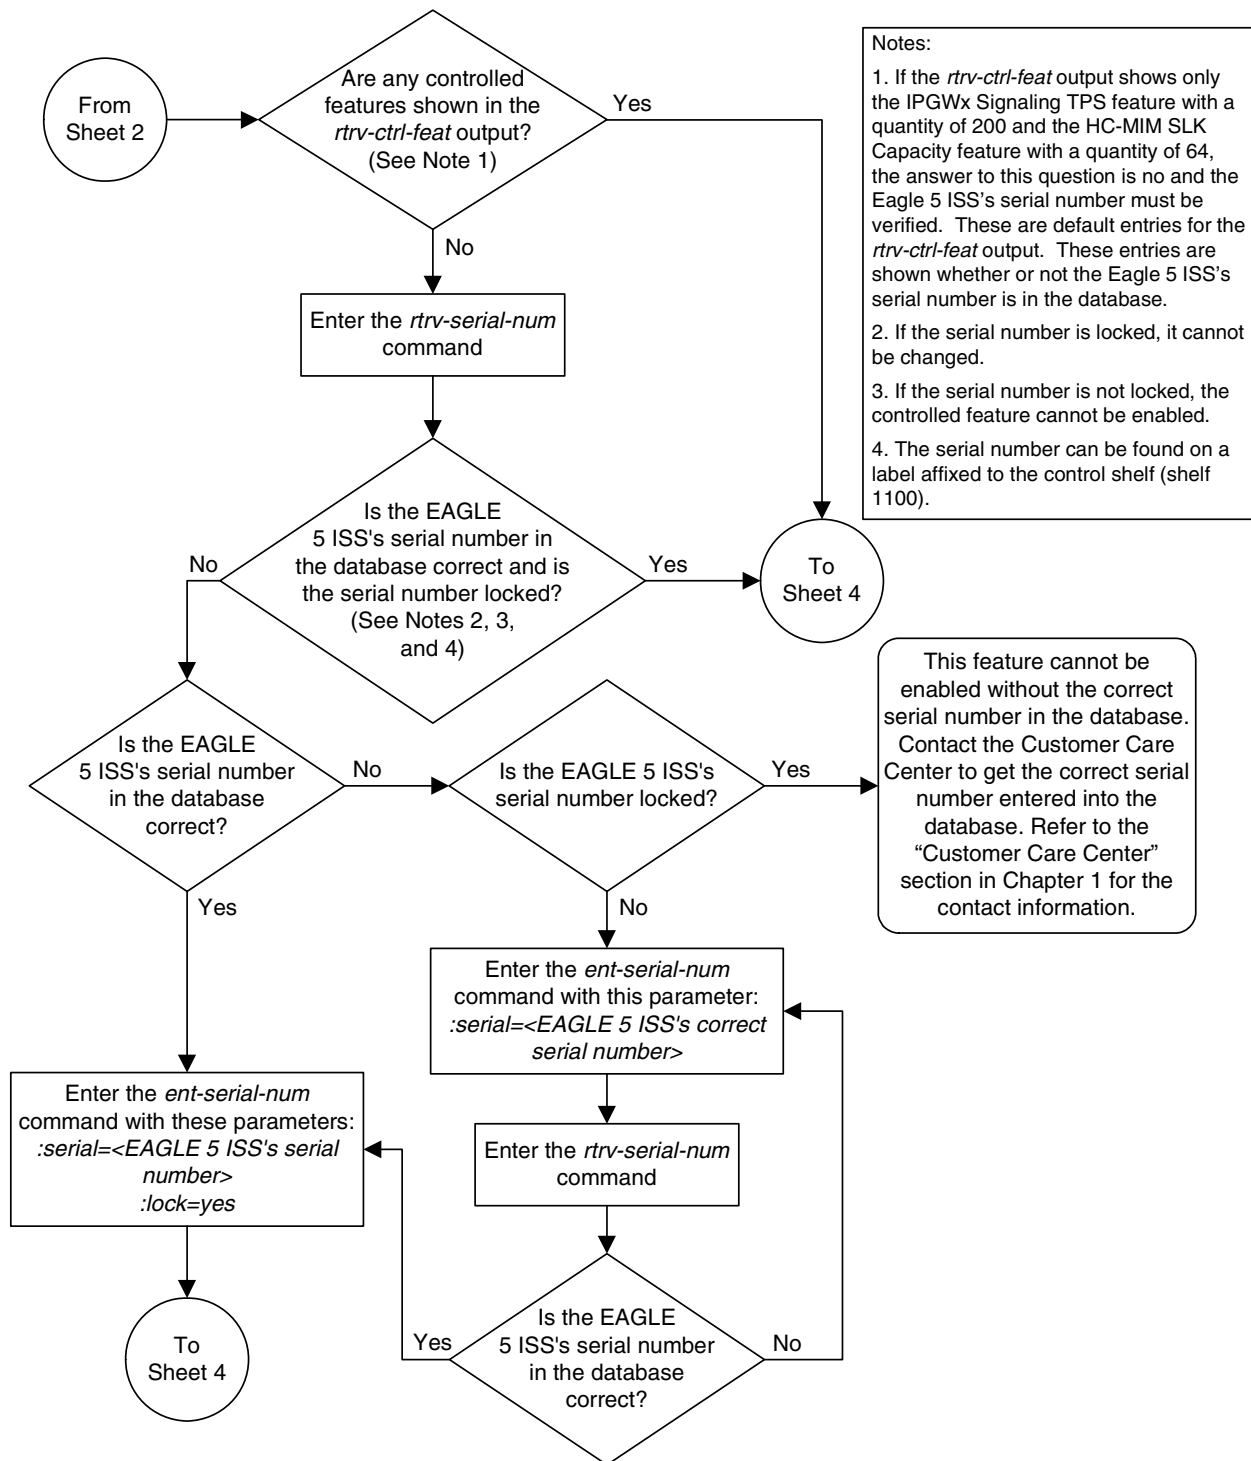 From
Sheet 2
Are any controlled
features shown in the
rtrv-ctrl-feat output?
(See Note 1)
Yes
No
Notes:
1. If the rtrv-ctrl-feat output shows only
the IPGWx Signaling TPS feature with a
quantity of 200 and the HC-MIM SLK
Capacity feature with a quantity of 64,
the answer to this question is no and the
Eagle 5 ISS's serial number must be
verified. These are default entries for the
rtrv-ctrl-feat output. These entries are
shown whether or not the Eagle 5 ISS's
serial number is in the database.
2. If the serial number is locked, it cannot
be changed.
3. If the serial number is not locked, the
controlled feature cannot be enabled.
4. The serial number can be found on a
label affixed to the control shelf (shelf
1100).
Enter the rtrv-serial-num
command
Is the EAGLE
5 ISS's serial number in
the database correct and is
the serial number locked?
(See Notes 2, 3,
and 4)
No
Yes
To
Sheet 4
Is the EAGLE
5 ISS's serial number
in the database
correct?
No
Yes
Is the EAGLE 5 ISS's
serial number locked?
Yes
No
This feature cannot be
enabled without the correct
serial number in the database.
Contact the Customer Care
Center to get the correct serial
number entered into the
database. Refer to the
“Customer Care Center”
section in Chapter 1 for the
contact information.
Enter the ent-serial-num
command with this parameter:
:serial=<EAGLE 5 ISS's correct
serial number>
Enter the rtrv-serial-num
command
Is the EAGLE
5 ISS's serial number
in the database
correct?
Yes
No
Enter the ent-serial-num
command with these parameters:
:serial=<EAGLE 5 ISS's serial
number>
:lock=yes
To
Sheet 4